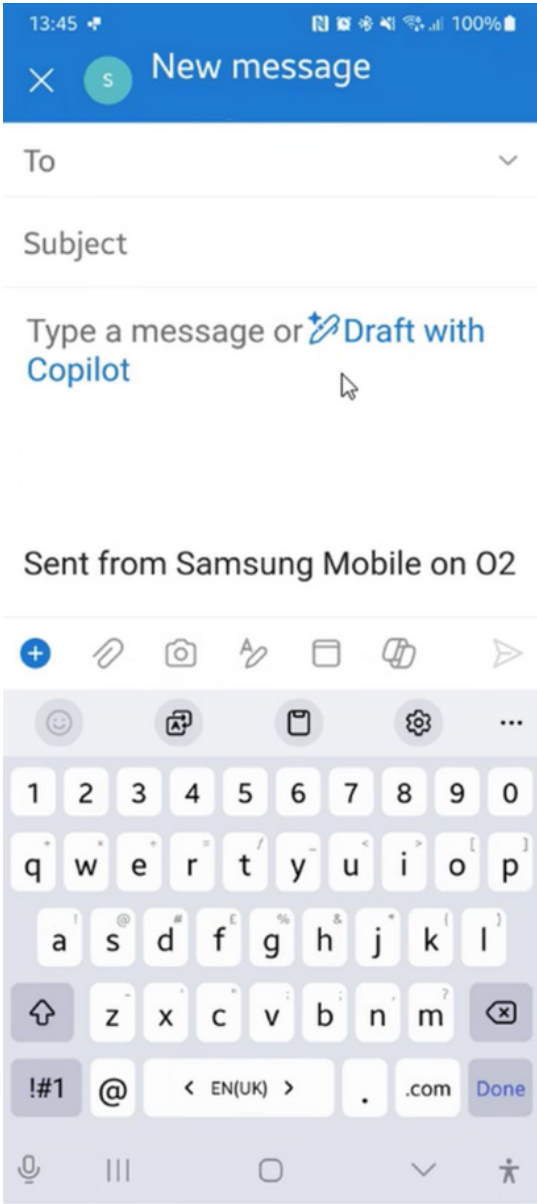 13:45 100%
S New message
To
Subject
Type a message or Draft with
Copilot
Sent from Samsung Mobile on O2
1 2 3 4 5 6 7 8 9 0
q w e r t y u i o p
a s d f g h j k l
z x c v b n m
!#1 @ < EN(UK) > . .com Done